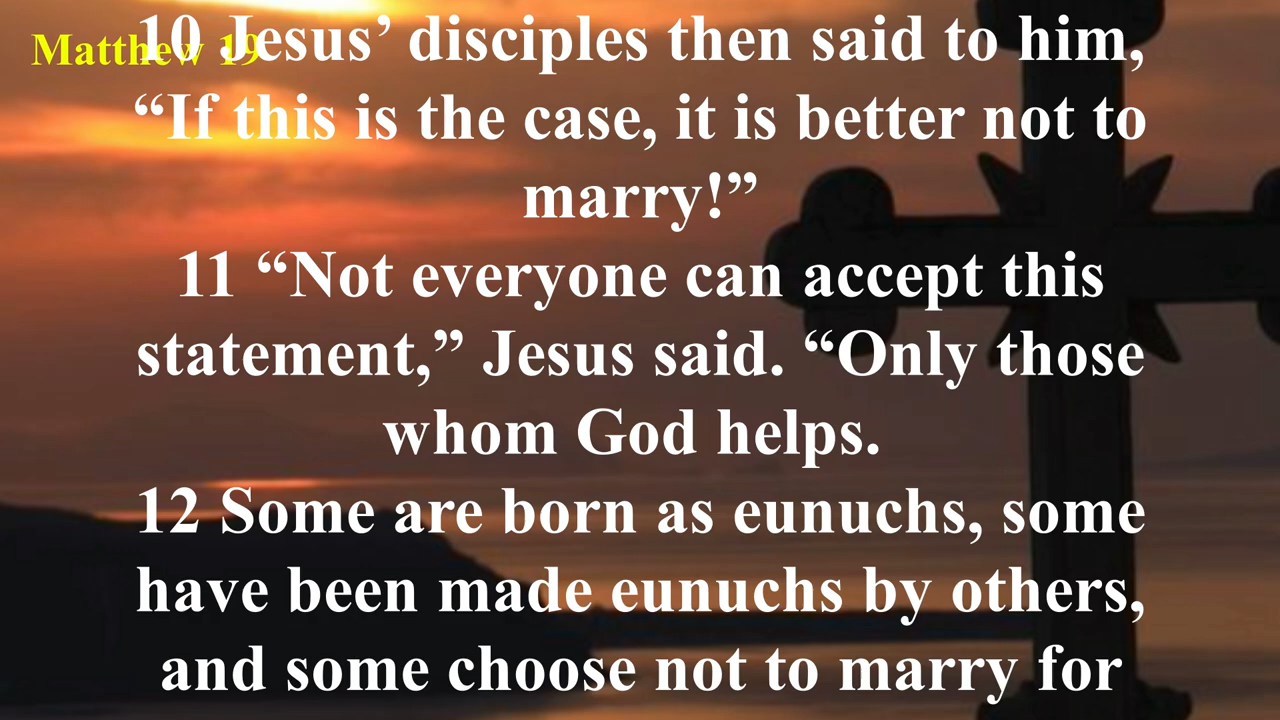 Matthew 19
10 Jesus’ disciples then said to him,
“If this is the case, it is better not to
marry!”
11 “Not everyone can accept this
statement,” Jesus said. “Only those
whom God helps.
12 Some are born as eunuchs, some
have been made eunuchs by others,
and some choose not to marry for